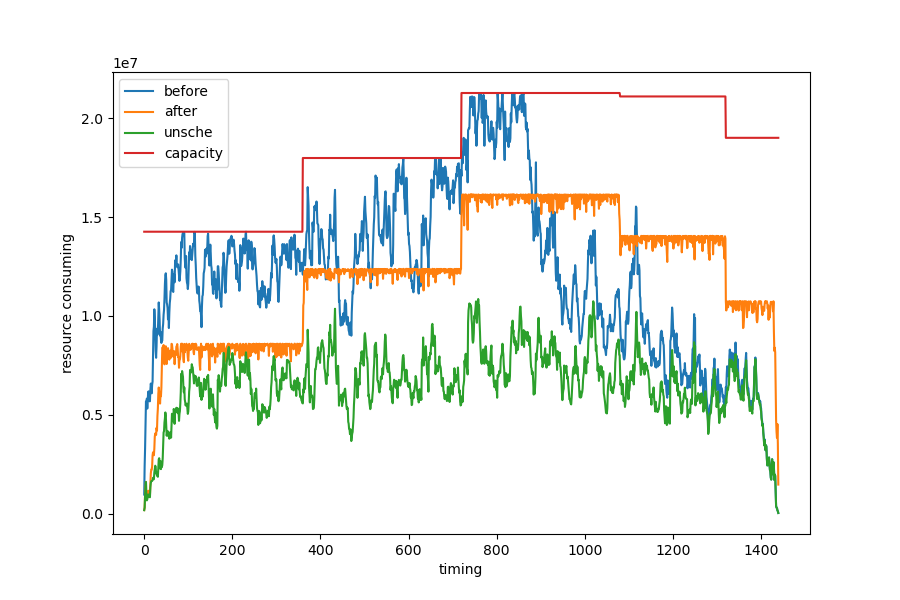 1e7
before
after
unsche
capacity
2.0
1.5
1.0
0.5
0.0
resource consuming
0 200 400 600 800 1000 1200 1400
timing